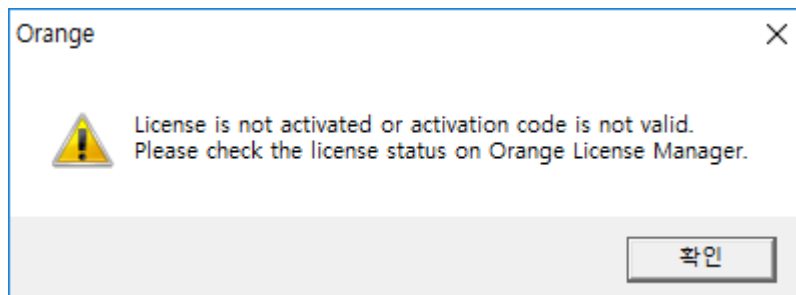 Orange
License is not activated or activation code is not valid.
Please check the license status on Orange License Manager.
확인